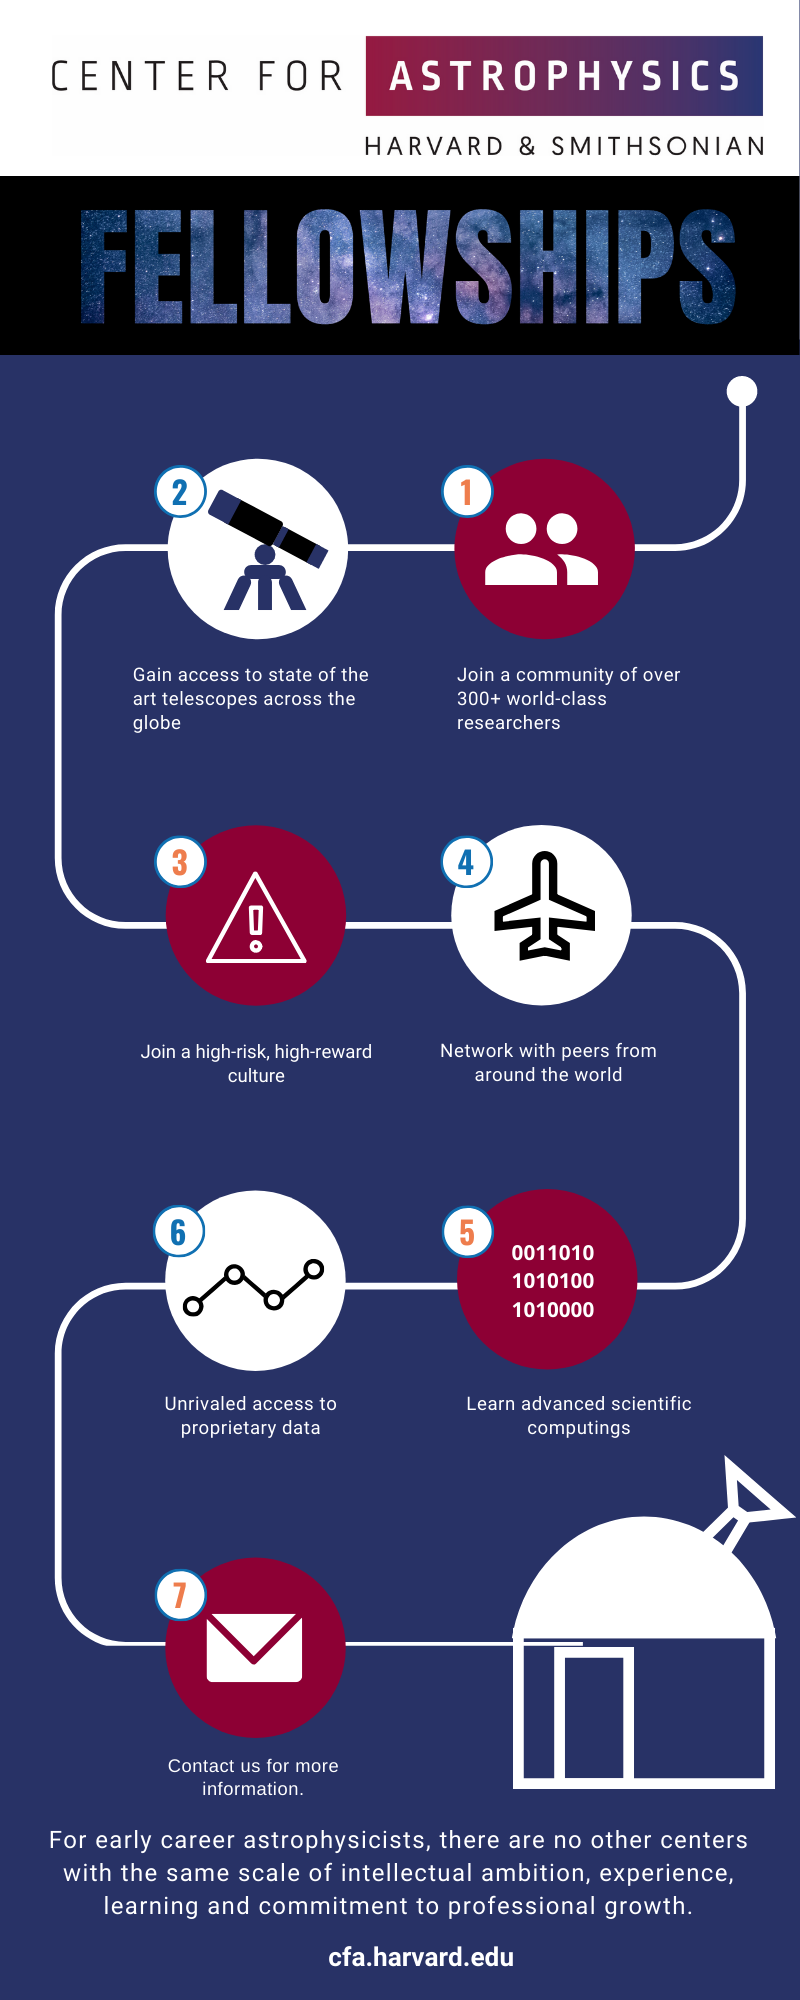 CENTER FOR ASTROPHYSICS
HARVARD & SMITHSONIAN
FELLOWSHIPS
1
Join a community of over
300+ world-class
researchers
2
Gain access to state of the
art telescopes across the
globe
3
Join a high-risk, high-reward
culture
4
Network with peers from
around the world
5
0011010
1010100
1010000
Learn advanced scientific
computings
6
Unrivaled access to
proprietary data
7
Contact us for more
information.
For early career astrophysicists, there are no other centers
with the same scale of intellectual ambition, experience,
learning and commitment to professional growth.
cfa.harvard.edu